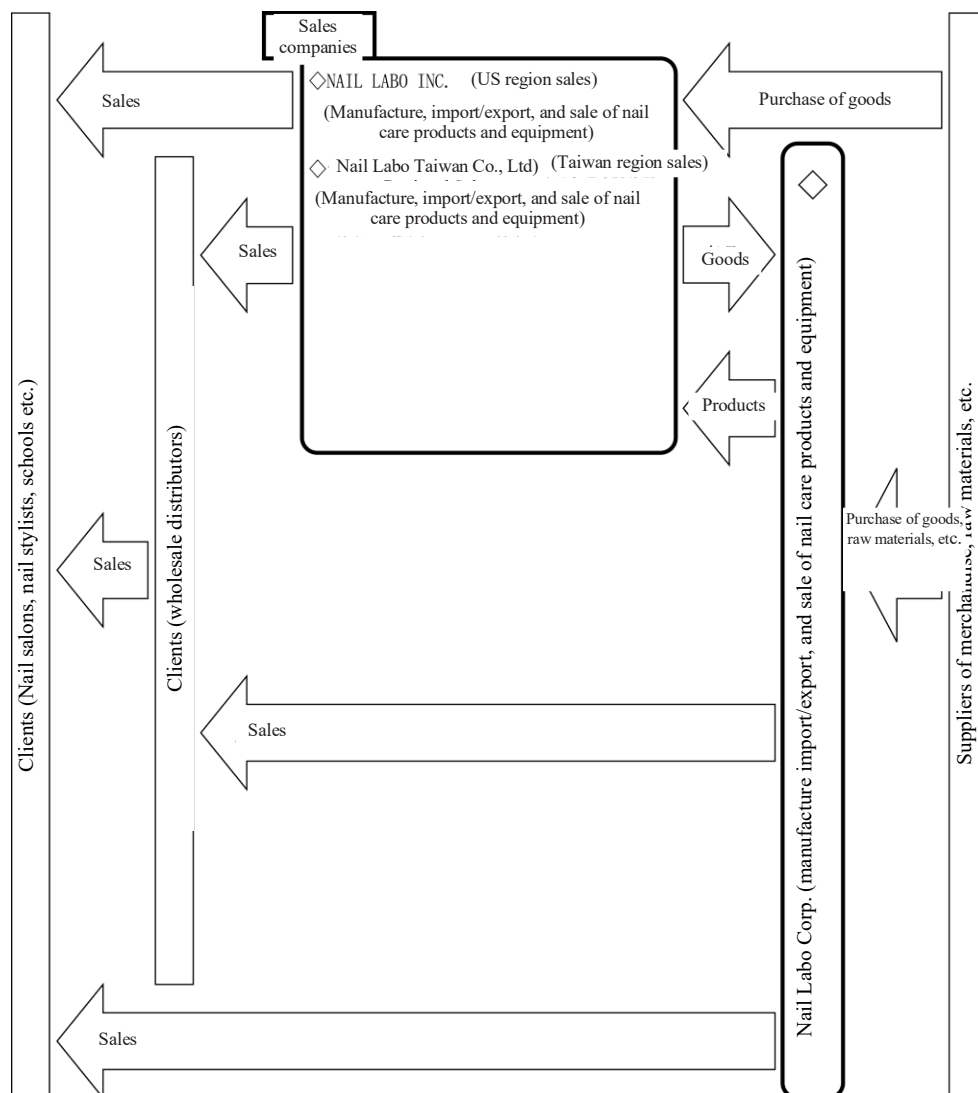 Sales
companies
◇NAIL LABO INC. (US region sales)
(Manufacture, import/export, and sale of nail
care products and equipment)
◇ Nail Labo Taiwan Co., Ltd) (Taiwan region sales)
(Manufacture, import/export, and sale of nail
care products and equipment)
Sales
Purchase of goods
Sales
Goods
Products
Sales
Purchase of goods,
raw materials, etc.
Sales
Sales
Clients (Nail salons, nail stylists, schools etc.)
Clients (wholesale distributors)
◇
Nail Labo Corp. (manufacture import/export, and sale of nail care products and equipment)
Suppliers of merchandise, raw materials, etc.